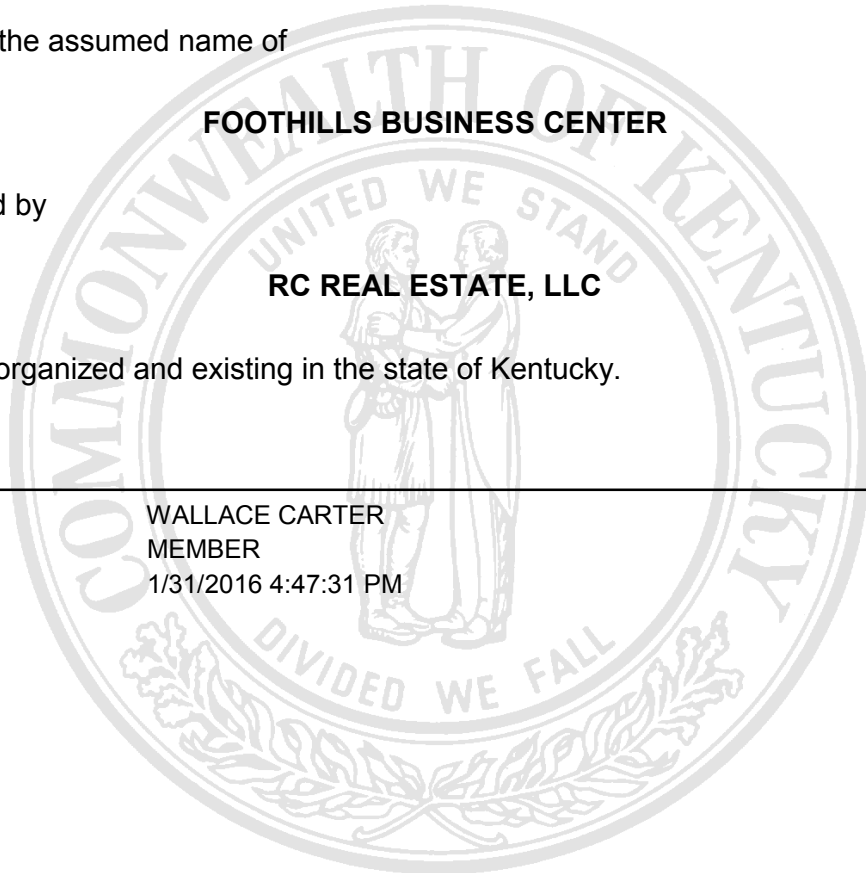 the assumed name of
FOOTHILLS BUSINESS CENTER
d by
RC REAL ESTATE, LLC
organized and existing in the state of Kentucky.
WALLACE CARTER
MEMBER
1/31/2016 4:47:31 PM
COMMONWEALTH OF KENTUCKY
UNITED WE STAND
DIVIDED WE FALL